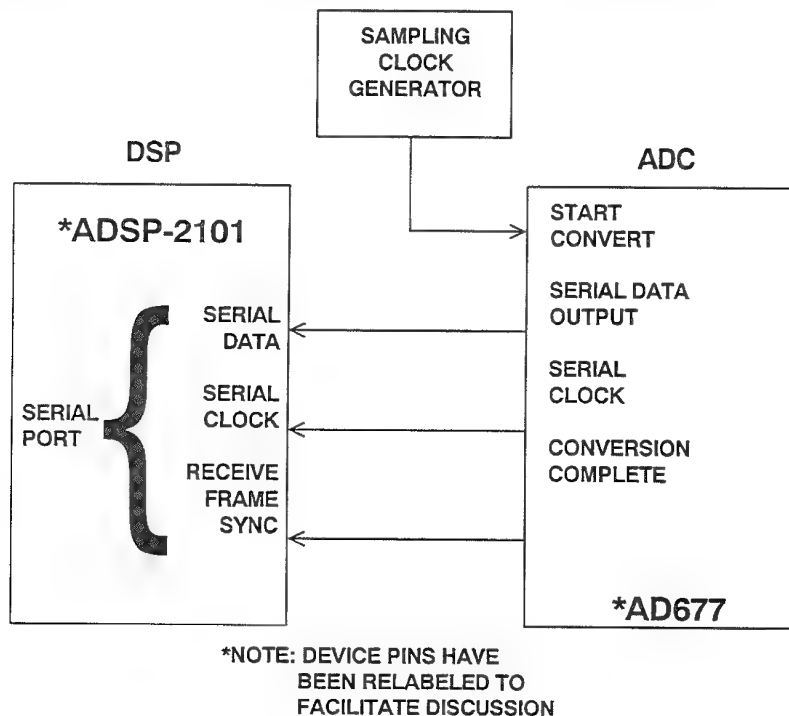 SAMPLING
CLOCK
GENERATOR
DSP
ADC
*ADSP-2101
START
CONVERT
SERIAL
DATA
SERIAL DATA
OUTPUT
SERIAL
PORT
SERIAL
CLOCK
SERIAL
CLOCK
RECEIVE
FRAME
SYNC
CONVERSION
COMPLETE
*AD677
*NOTE: DEVICE PINS HAVE
BEEN RELABELED TO
FACILITATE DISCUSSION